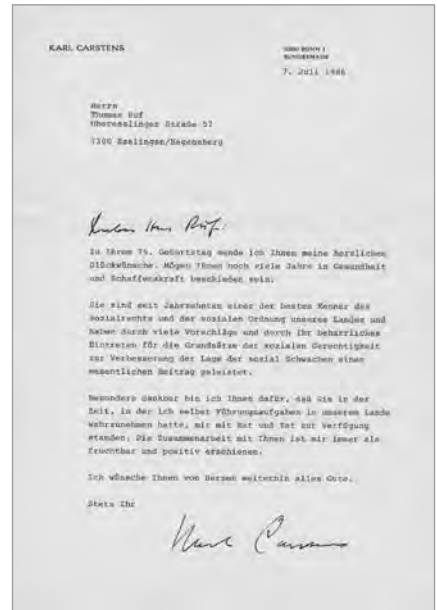 KARL CARSTENS
5300 BONN 1
BUNDESHAUS
7. Juli 1986
Herrn
Thomas Ruf
Straße 57
7300 Esslingen/
Lieber Herr Ruf!
Zu Ihrem 75. Geburtstag sende ich Ihnen meine herzlichen
Glückwünsche. Mögen Ihnen noch viele Jahre in Gesundheit
und Schaffenskraft beschieden sein.
Sie sind seit Jahrzehnten einer der besten Kenner des
Sozialrechts und der sozialen Ordnung unseres Landes und
haben durch viele Vorschläge und durch Ihr beharrliches
Eintreten für die Grundsätze der sozialen Gerechtigkeit
zur Verbesserung der Lage der sozial Schwachen einen
wesentlichen Beitrag geleistet.
Besonders dankbar bin ich Ihnen dafür, daß Sie in der
Zeit, in der ich selber Führungsaufgaben in unserem Lande
wahrzunehmen hatte, mir mit Rat und Tat zur Verfügung
standen. Die Zusammenarbeit mit Ihnen ist mir immer als
fruchtbar und positiv erschienen.
Ich wünsche Ihnen von Herzen weiterhin alles Gute.
Stets Ihr
Karl Carstens